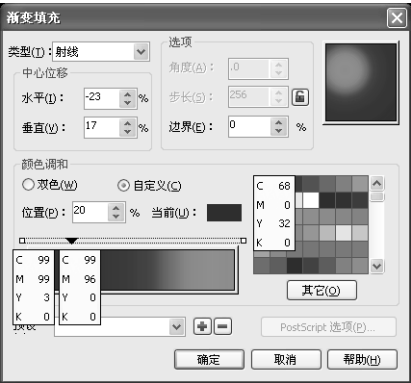 渐变填充
类型(T)：射线
中心位移
水平(I)： -23 %
垂直(V)： 17 %
选项
角度(A)： .0
步长(S)： 256
边界(E)： 0 %
颜色调和
双色(W) 自定义(C)
位置(P)： 20 % 当前(U)：
C 99
M 99
Y 3
K 0
C 99
M 96
Y 0
K 0
C 68
M 0
Y 32
K 0
其它(O)
PostScript 选项(P)...
确定 取消 帮助(H)